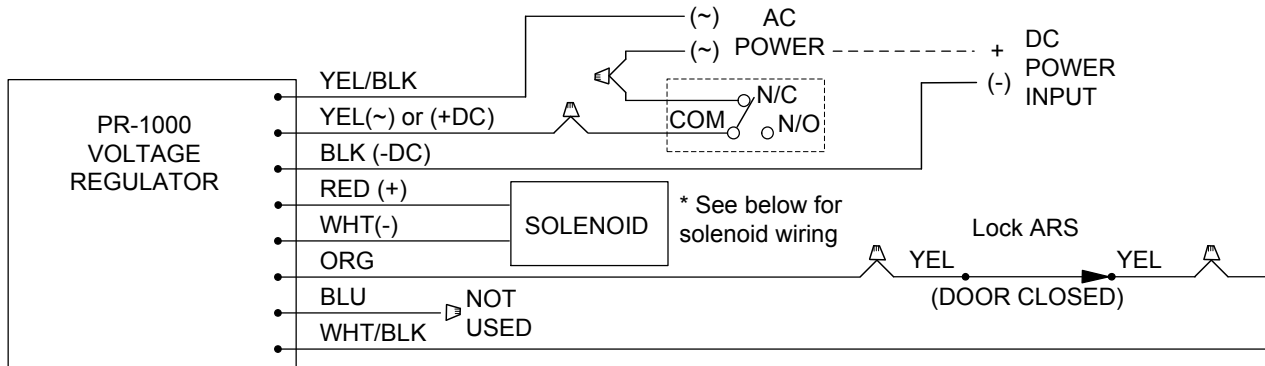 (~) AC
(~) POWER
+ DC
(-) POWER
INPUT
PR-1000
VOLTAGE
REGULATOR
YEL/BLK
YEL(~) or (+DC)
BLK (-DC)
RED (+)
WHT(-)
ORG
BLU
WHT/BLK
N/C
COM
N/O
SOLENOID
* See below for
solenoid wiring
NOT
USED
Lock ARS
YEL
YEL
(DOOR CLOSED)